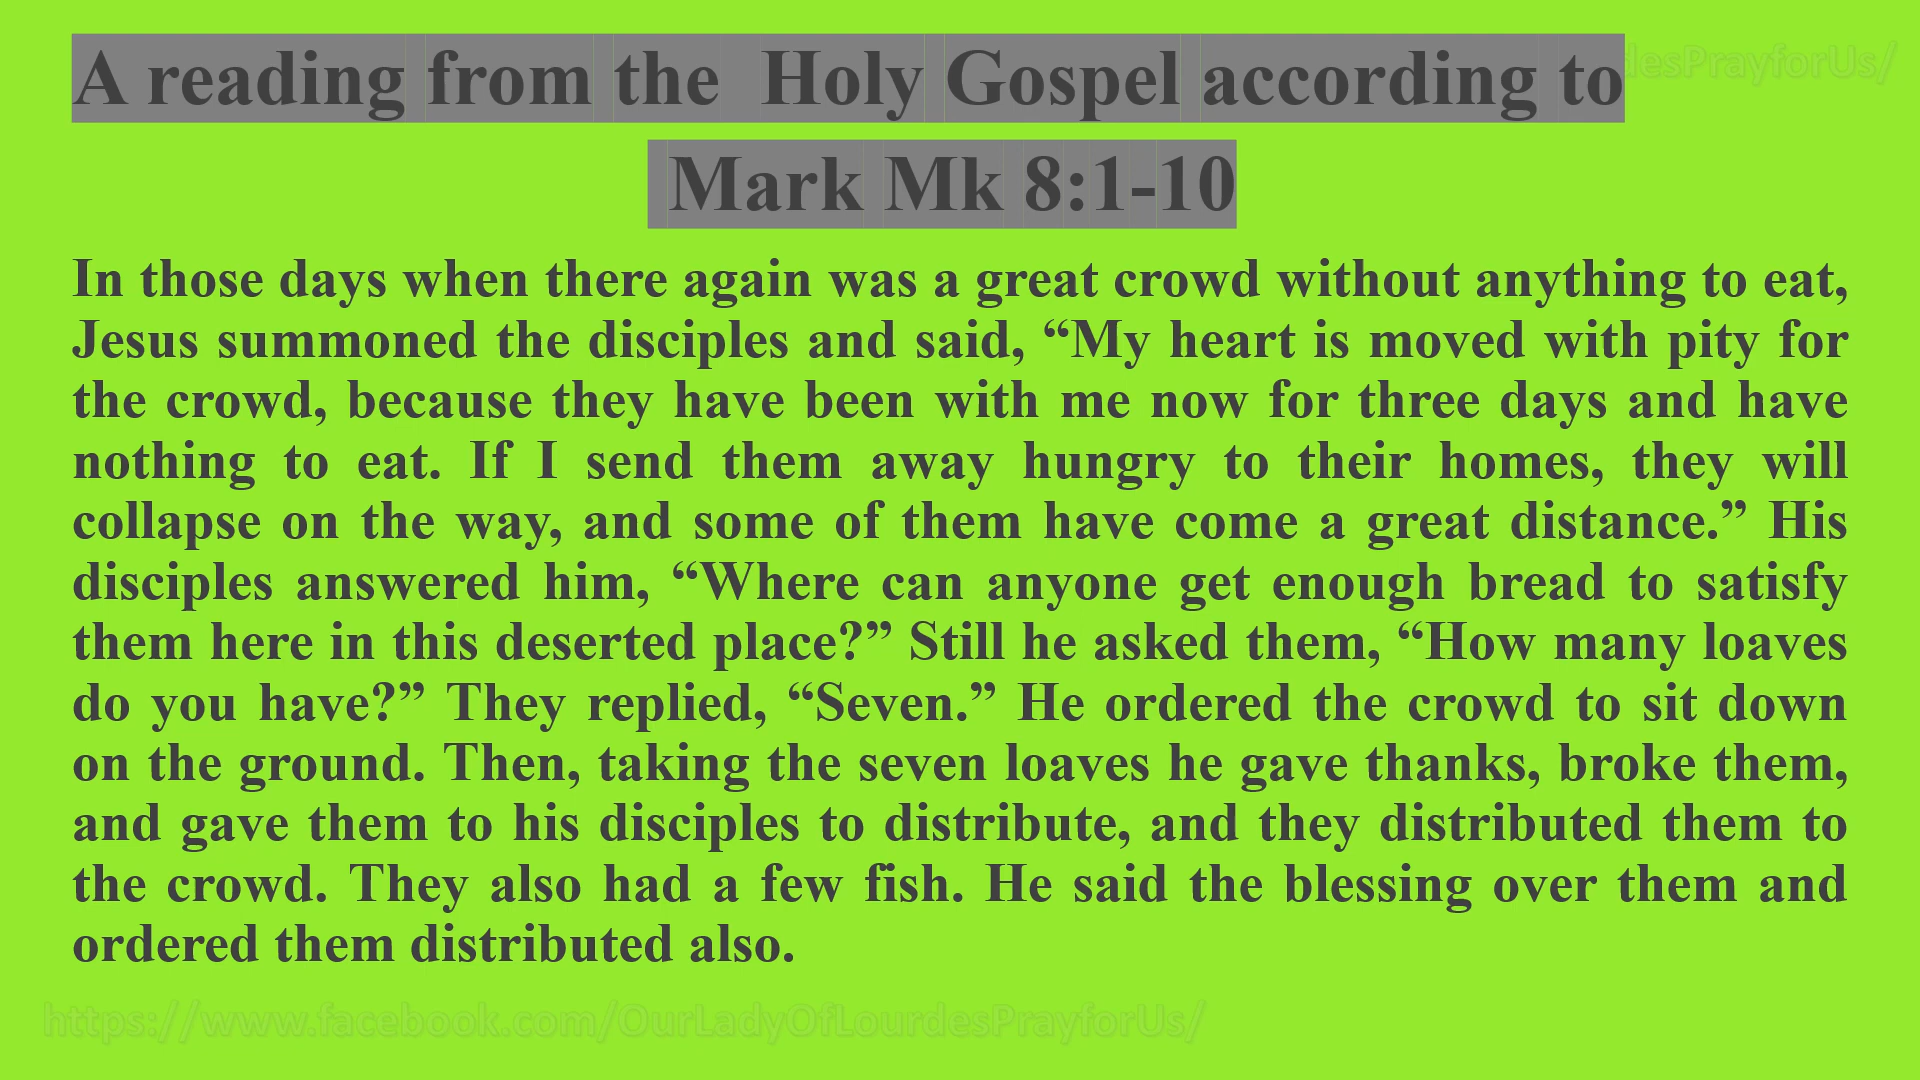 A reading from the  Holy Gospel according to
Mark Mk 8:1-10
In those days when there again was a great crowd without anything to eat,
Jesus summoned the disciples and said, “My heart is moved with pity for
the crowd, because they have been with me now for three days and have
nothing to eat. If I send them away hungry to their homes, they will
collapse on the way, and some of them have come a great distance.” His
disciples answered him, “Where can anyone get enough bread to satisfy
them here in this deserted place?” Still he asked them, “How many loaves
do you have?” They replied, “Seven.” He ordered the crowd to sit down
on the ground. Then, taking the seven loaves he gave thanks, broke them,
and gave them to his disciples to distribute, and they distributed them to
the crowd. They also had a few fish. He said the blessing over them and
ordered them distributed also.
https://www.facebook.com/OurLadyOfLourdesPrayforUs/